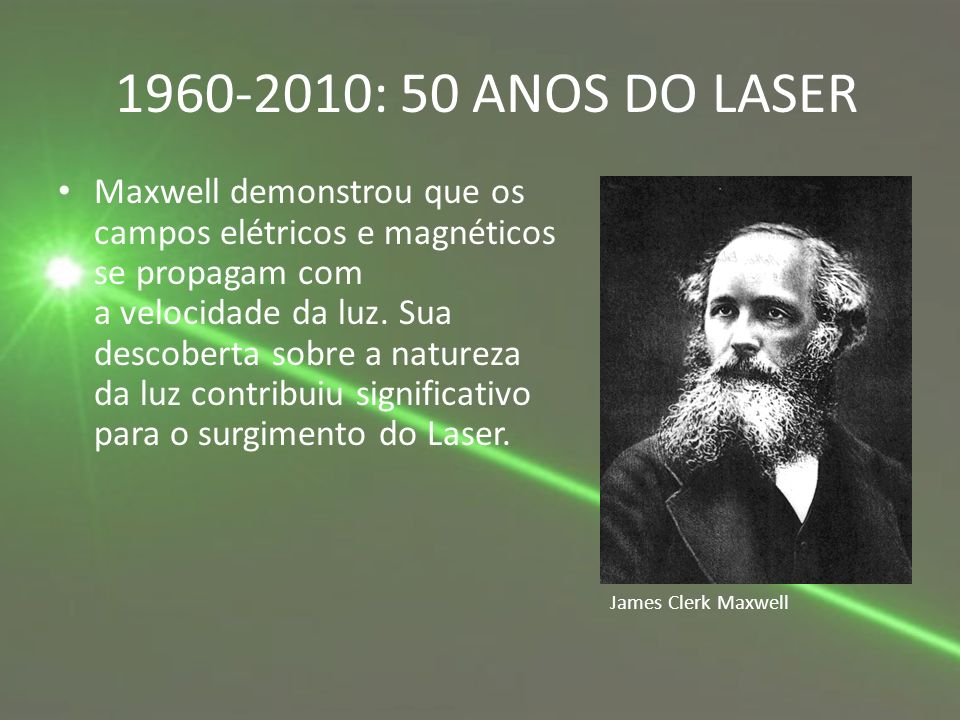 1960-2010: 50 ANOS DO LASER
• Maxwell demonstrou que os
campos elétricos e magnéticos
se propagam com
a velocidade da luz. Sua
descoberta sobre a natureza
da luz contribuiu significativo
para o surgimento do Laser.
James Clerk Maxwell